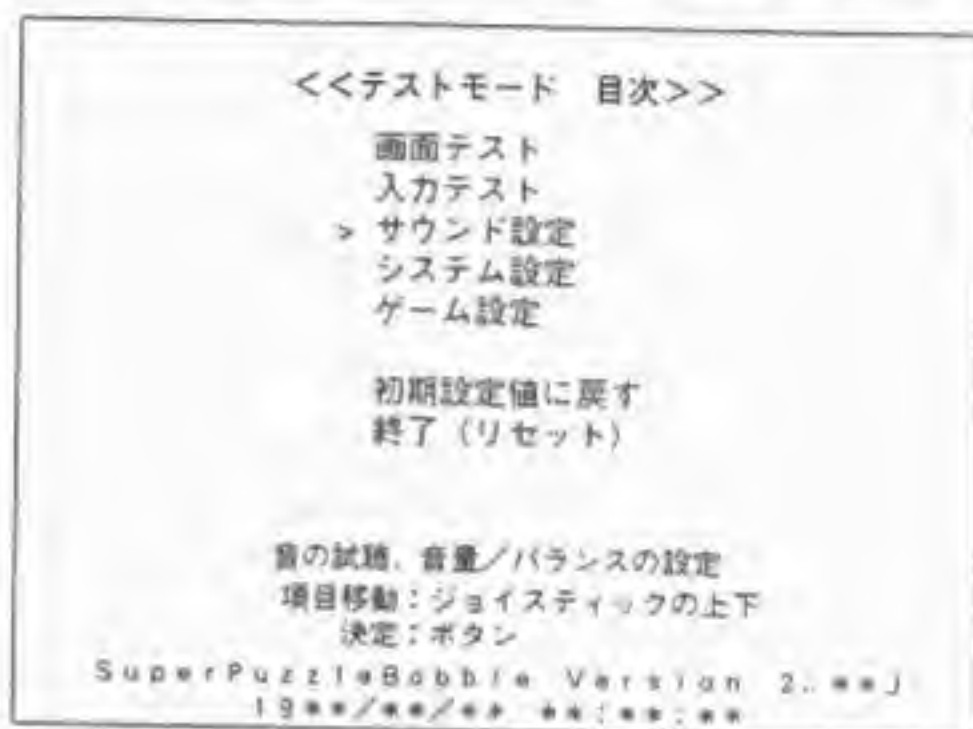 <<テストモード　目次>>
画面テスト
入力テスト
> サウンド設定
システム設定
ゲーム設定
初期設定値に戻す
終了（リセット）
音の試聴、音量／バランスの設定
項目移動：ジョイスティックの上下
決定：ボタン
SuperPuzzleBobble Version 2.**J
19**/**/** **:**:**